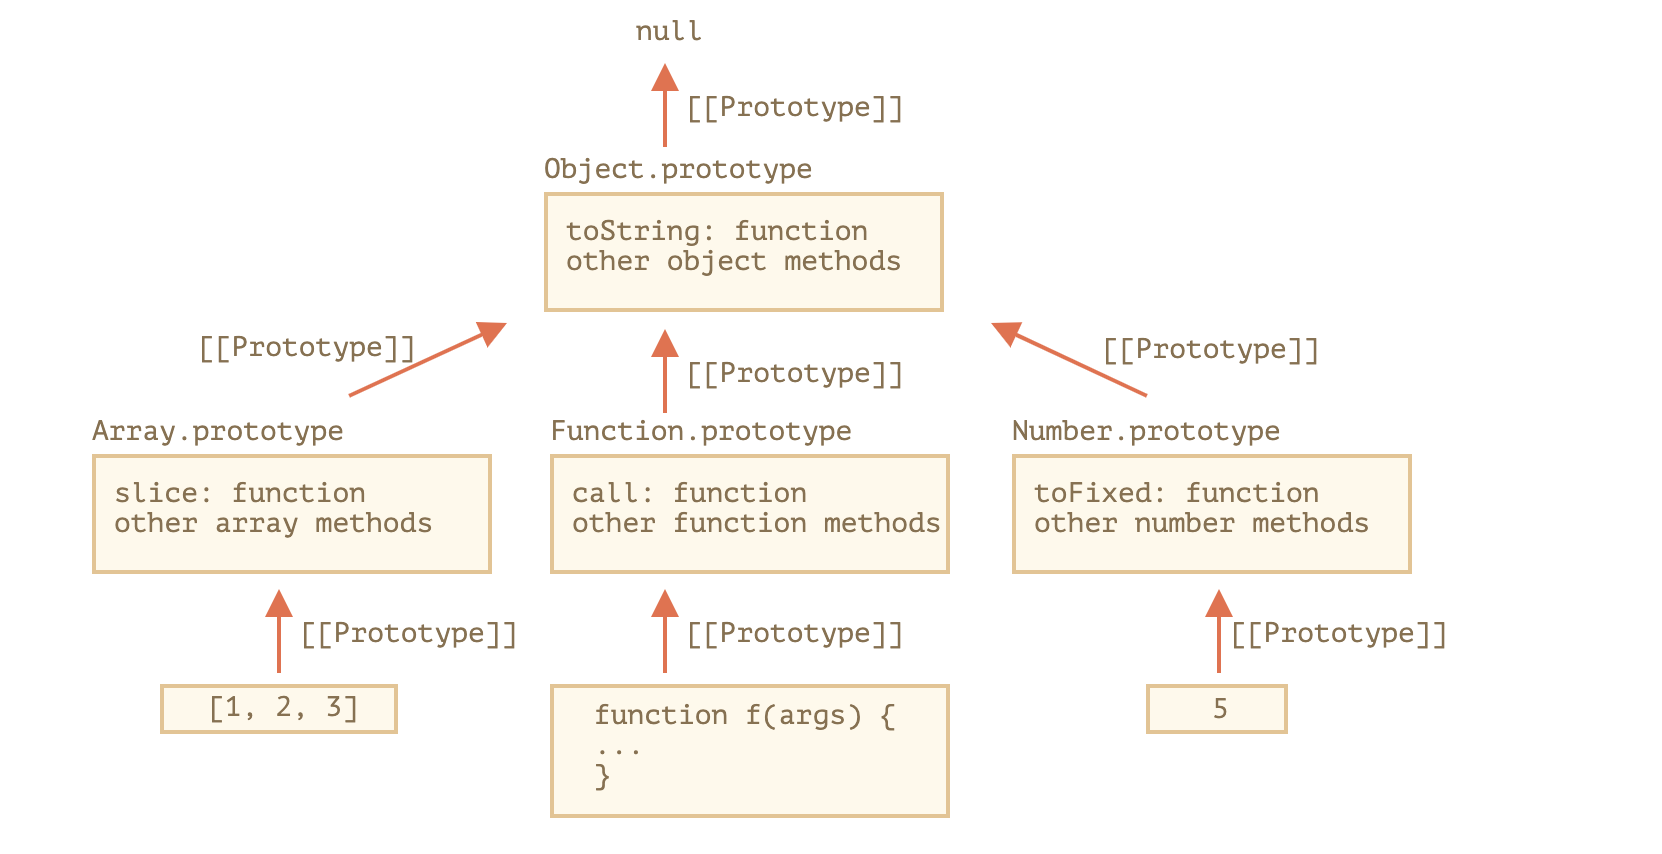 null
[[Prototype]]
Object.prototype
toString: function
other object methods
[[Prototype]]
[[Prototype]]
[[Prototype]]
Array.prototype
slice: function
other array methods
Function.prototype
call: function
other function methods
Number.prototype
toFixed: function
other number methods
[[Prototype]]
[[Prototype]]
[[Prototype]]
[1, 2, 3]
function f(args) {
...
}
5